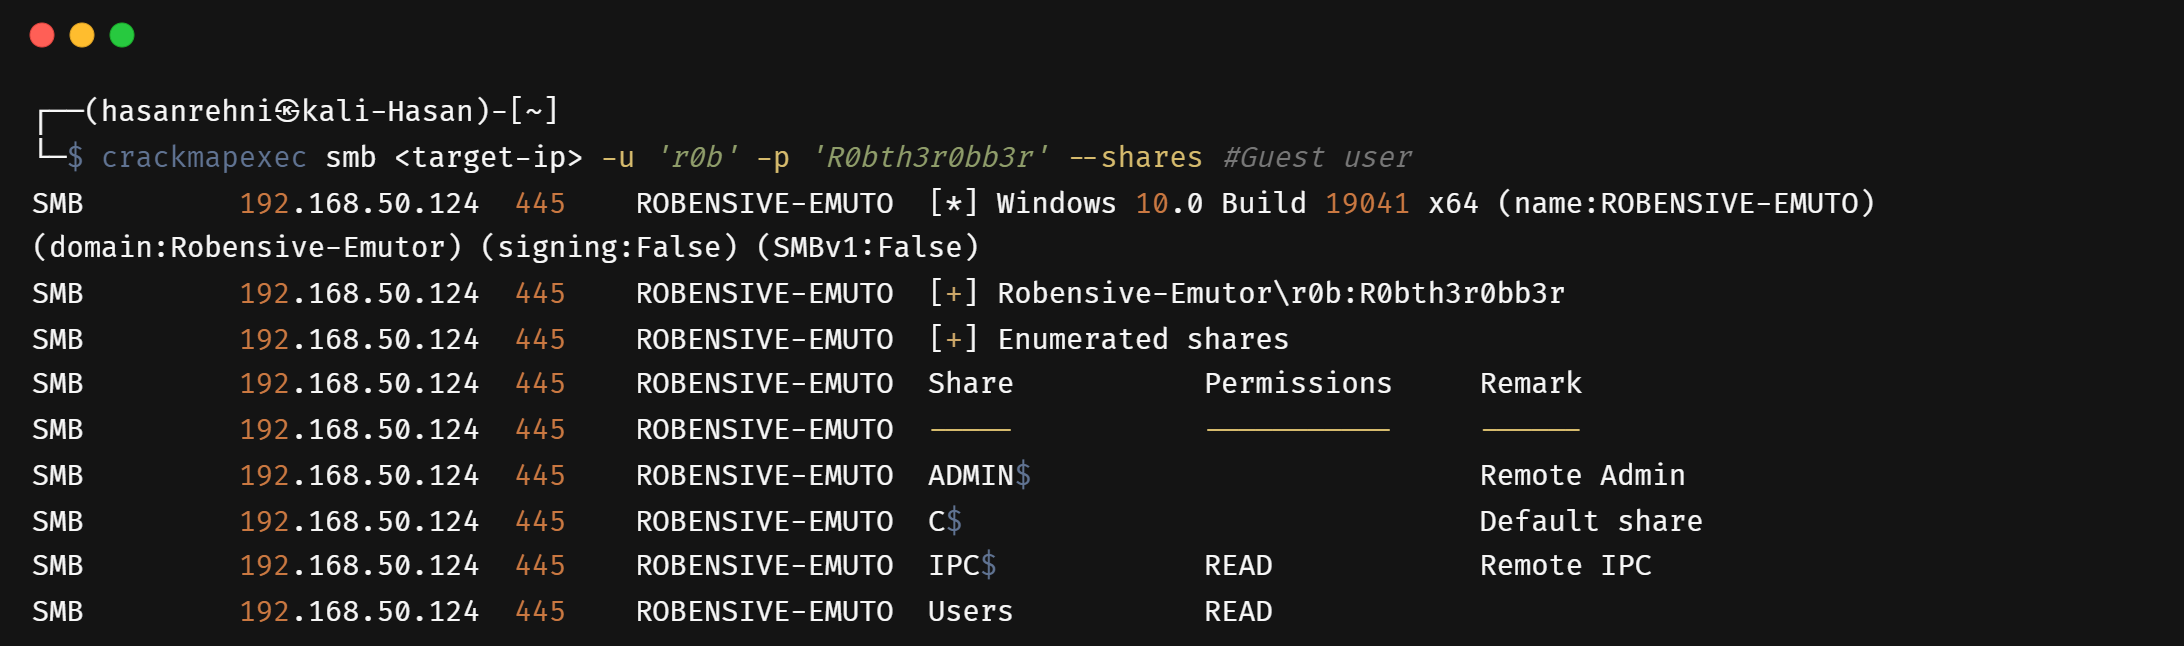 ┌──(hasanrehni㉿kali-Hasan)-[~]
└─$ crackmapexec smb <target-ip> -u 'r0b' -p 'R0bth3r0bb3r' --shares #Guest user
SMB         192.168.50.124  445    ROBENSIVE-EMUTO  [*] Windows 10.0 Build 19041 x64 (name:ROBENSIVE-EMUTO)
(domain:Robensive-Emutor) (signing:False) (SMBv1:False)
SMB         192.168.50.124  445    ROBENSIVE-EMUTO  [+] Robensive-Emutor\r0b:R0bth3r0bb3r
SMB         192.168.50.124  445    ROBENSIVE-EMUTO  [+] Enumerated shares
SMB         192.168.50.124  445    ROBENSIVE-EMUTO  Share           Permissions     Remark
SMB         192.168.50.124  445    ROBENSIVE-EMUTO  -----           -----------     ------
SMB         192.168.50.124  445    ROBENSIVE-EMUTO  ADMIN$                          Remote Admin
SMB         192.168.50.124  445    ROBENSIVE-EMUTO  C$                              Default share
SMB         192.168.50.124  445    ROBENSIVE-EMUTO  IPC$            READ            Remote IPC
SMB         192.168.50.124  445    ROBENSIVE-EMUTO  Users           READ